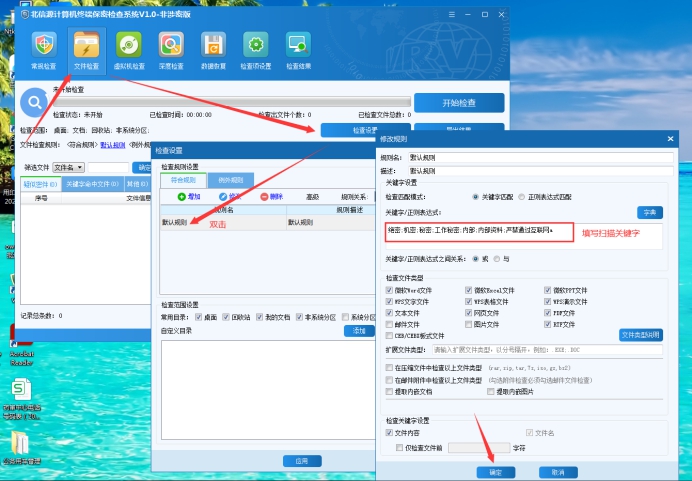 北信源计算机终端保密检查系统V1.0-非涉密版
常规检查
文件检查
虚拟机检查
深度检查
数据恢复
检查项设置
检查结果
未开始检查
开始检查
检查状态: 未开始
已检查时间: 00:00:00
检查出文件个数: 0
已检查文件总数: 0
检查范围: 桌面; 文档; 回收站; 非系统分区;
检查设置
文件检查规则: <符合规则> 默认规则 <例外规
筛选文件
文件名
确定
疑似密件(0)
关键字命中文件(0)
其他(0)
序号
文件信息
记录总条数: 0
Acrobat
Reader
检查设置
检查规则设置
符合规则
例外规则
增加
修改
删除
高级
规则关系:
规则名
规则描述
默认规则
双击
默认规则
检查范围设置
常用目录:
桌面
回收站
我的文档
非系统分区
系统分区
自定义目录
添加
应用
修改规则
规则名: 默认规则
描述: 默认规则
关键字设置
检查匹配模式:
关键字匹配
正则表达式匹配
关键字/正则表达式:
字典
绝密;机密;秘密;工作秘密;内部;内部资料;严禁通过互联网
填写扫描关键字
关键字/正则表达式之间关系:
或
与
检查文件类型
微软Word文件
微软Excel文件
微软PPT文件
WPS文字文件
WPS表格文件
WPS演示文件
文本文件
网页文件
PDF文件
邮件文件
图片文件
RTF文件
CEB/CEBX版式文件
文件类型说明
扩展文件类型: 请输入扩展文件类型, 以分号隔开, 例如: EXE;DOC
在压缩文件中检查以上文件类型 (rar,zip,tar,7z,iso,gz,bz2)
在邮件附件中检查以上文件类型 (勾选附件检查必须勾选邮件文件检查)
提取内嵌文档
提取内嵌图片
检查关键字设置
文件内容
文件名
仅检查文件前
字符
确定
取消